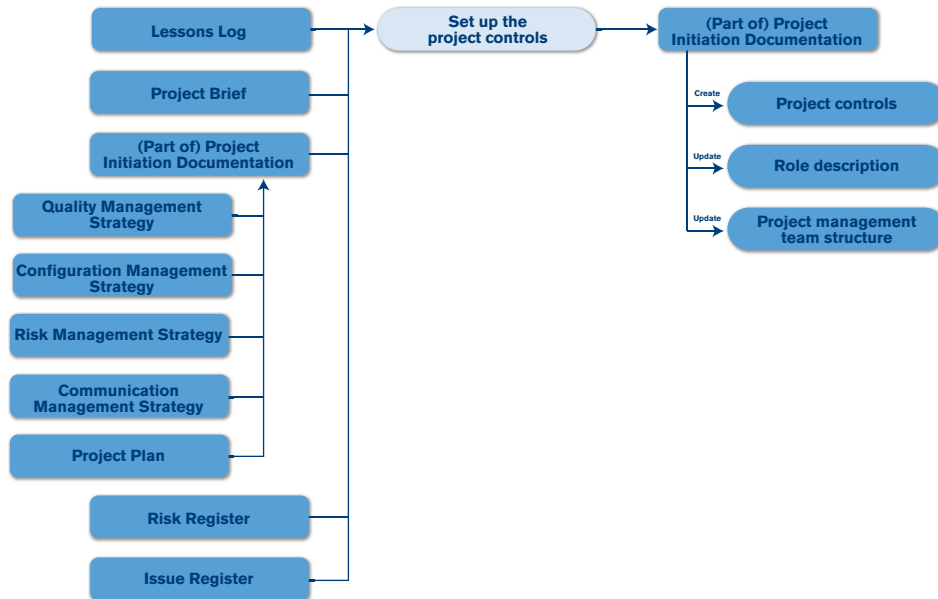 Lessons Log
Set up the
project controls
(Part of) Project
Initiation Documentation
Project Brief
Create
Project controls
(Part of) Project
Initiation Documentation
Update
Role description
Quality Management
Strategy
Update
Project management
team structure
Configuration Management
Strategy
Risk Management Strategy
Communication
Management Strategy
Project Plan
Risk Register
Issue Register